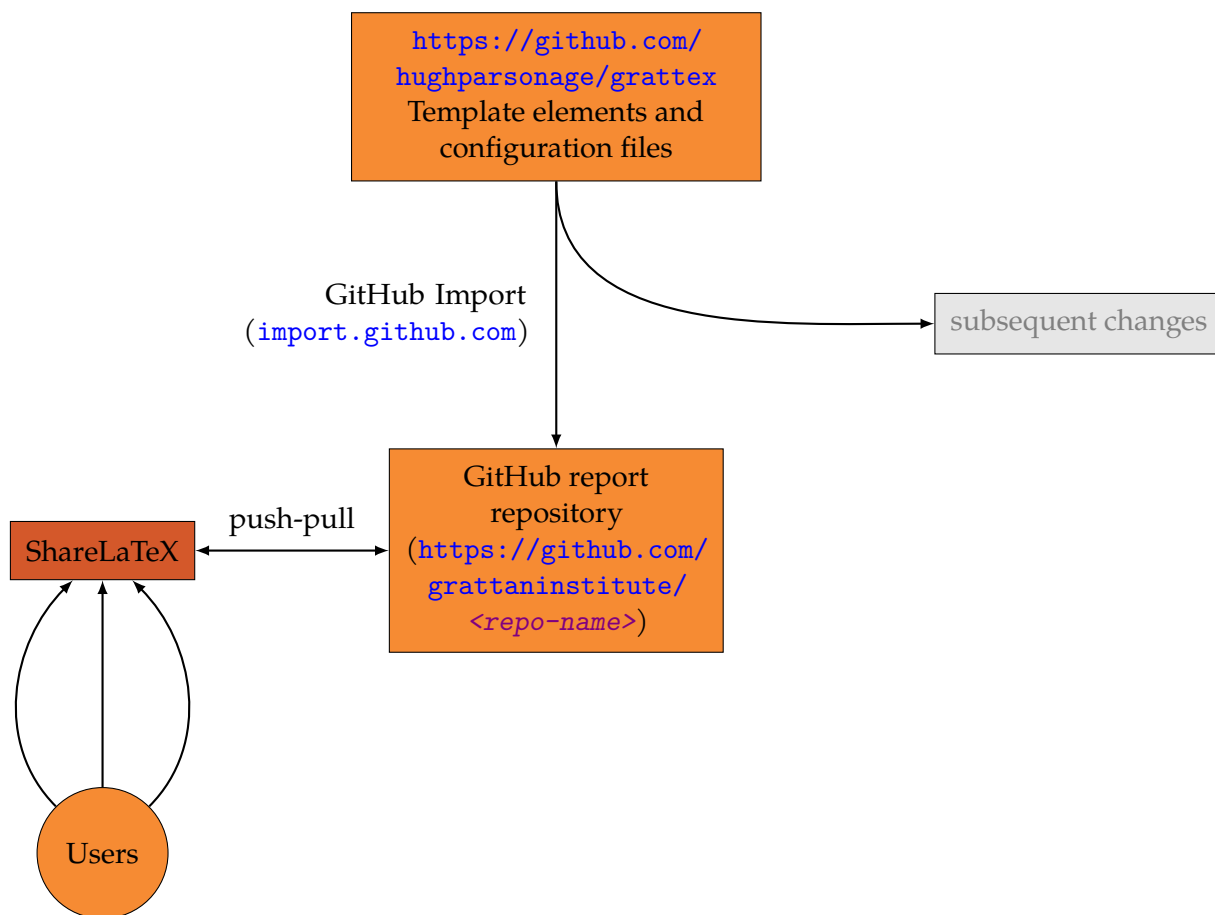 https://github.com/
hughparsonage/grattex
Template elements and
configuration files
GitHub Import
(import.github.com)
subsequent changes
GitHub report
repository
(https://github.com/
grattaninstitute/
<repo-name>)
push-pull
ShareLaTeX
Users